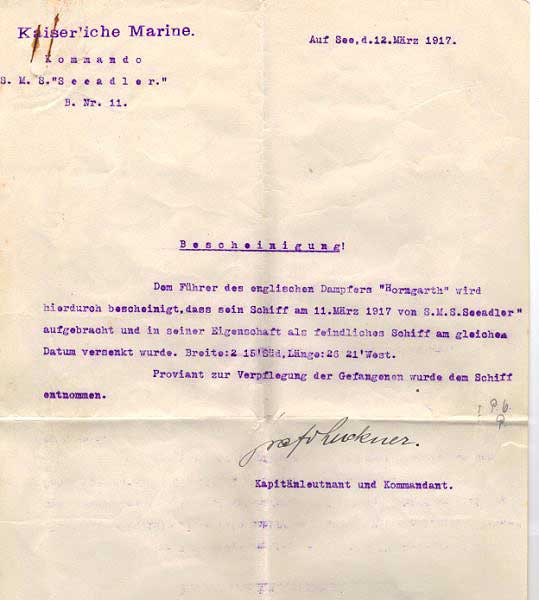 Kaiser'iche Marine.
Auf See,d.12.März 1917.
Kommando
S. M. S."Seeadler."
B. Nr. 11.
Bescheinigung!
Dem Führer des englischen Dampfers "Horngarth" wird
hierdurch bescheinigt,dass sein Schiff am 11.März 1917 von S.M.S.Seeadler"
aufgebracht und in seiner Eigenschaft als feindliches Schiff am gleichen
Datum versenkt wurde. Breite:2 15'Süd,Länge:26 21'West.
Proviant zur Verpflegung der Gefangenen wurde dem Schiff
entnommen.
Graf Luckner.
Kapitänleutnant und Kommandant.